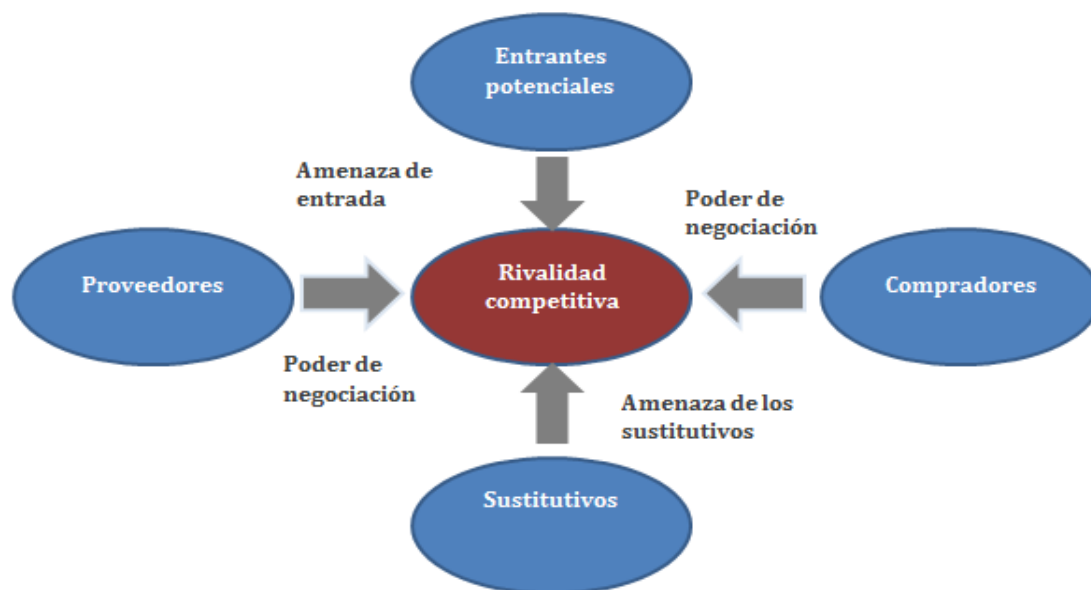 Entrantes
potenciales
Amenaza de
entrada
Poder de
negociación
Proveedores
Rivalidad
competitiva
Compradores
Poder de
negociación
Amenaza de los
sustitutivos
Sustitutivos